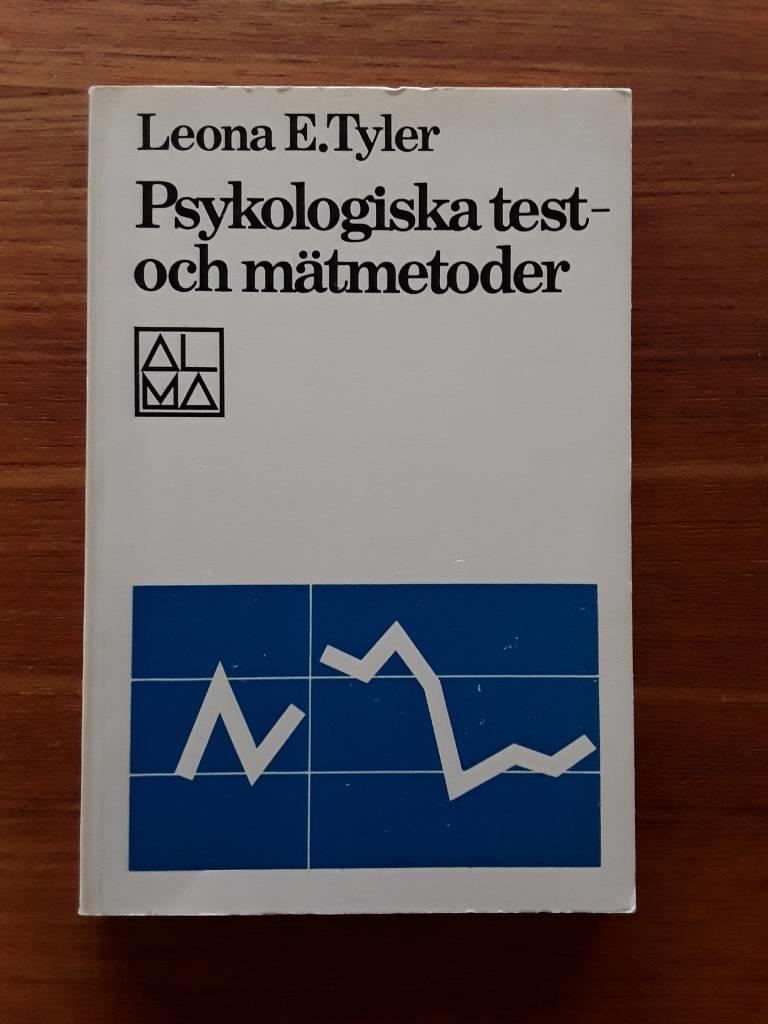 Leona E. Tyler
Psykologiska test-
och mätmetoder
AL
MA